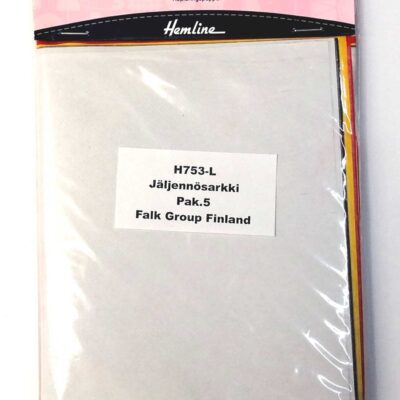 Hemline
H753-L
Jäljennösarkki
Pak.5
Falk Group Finland